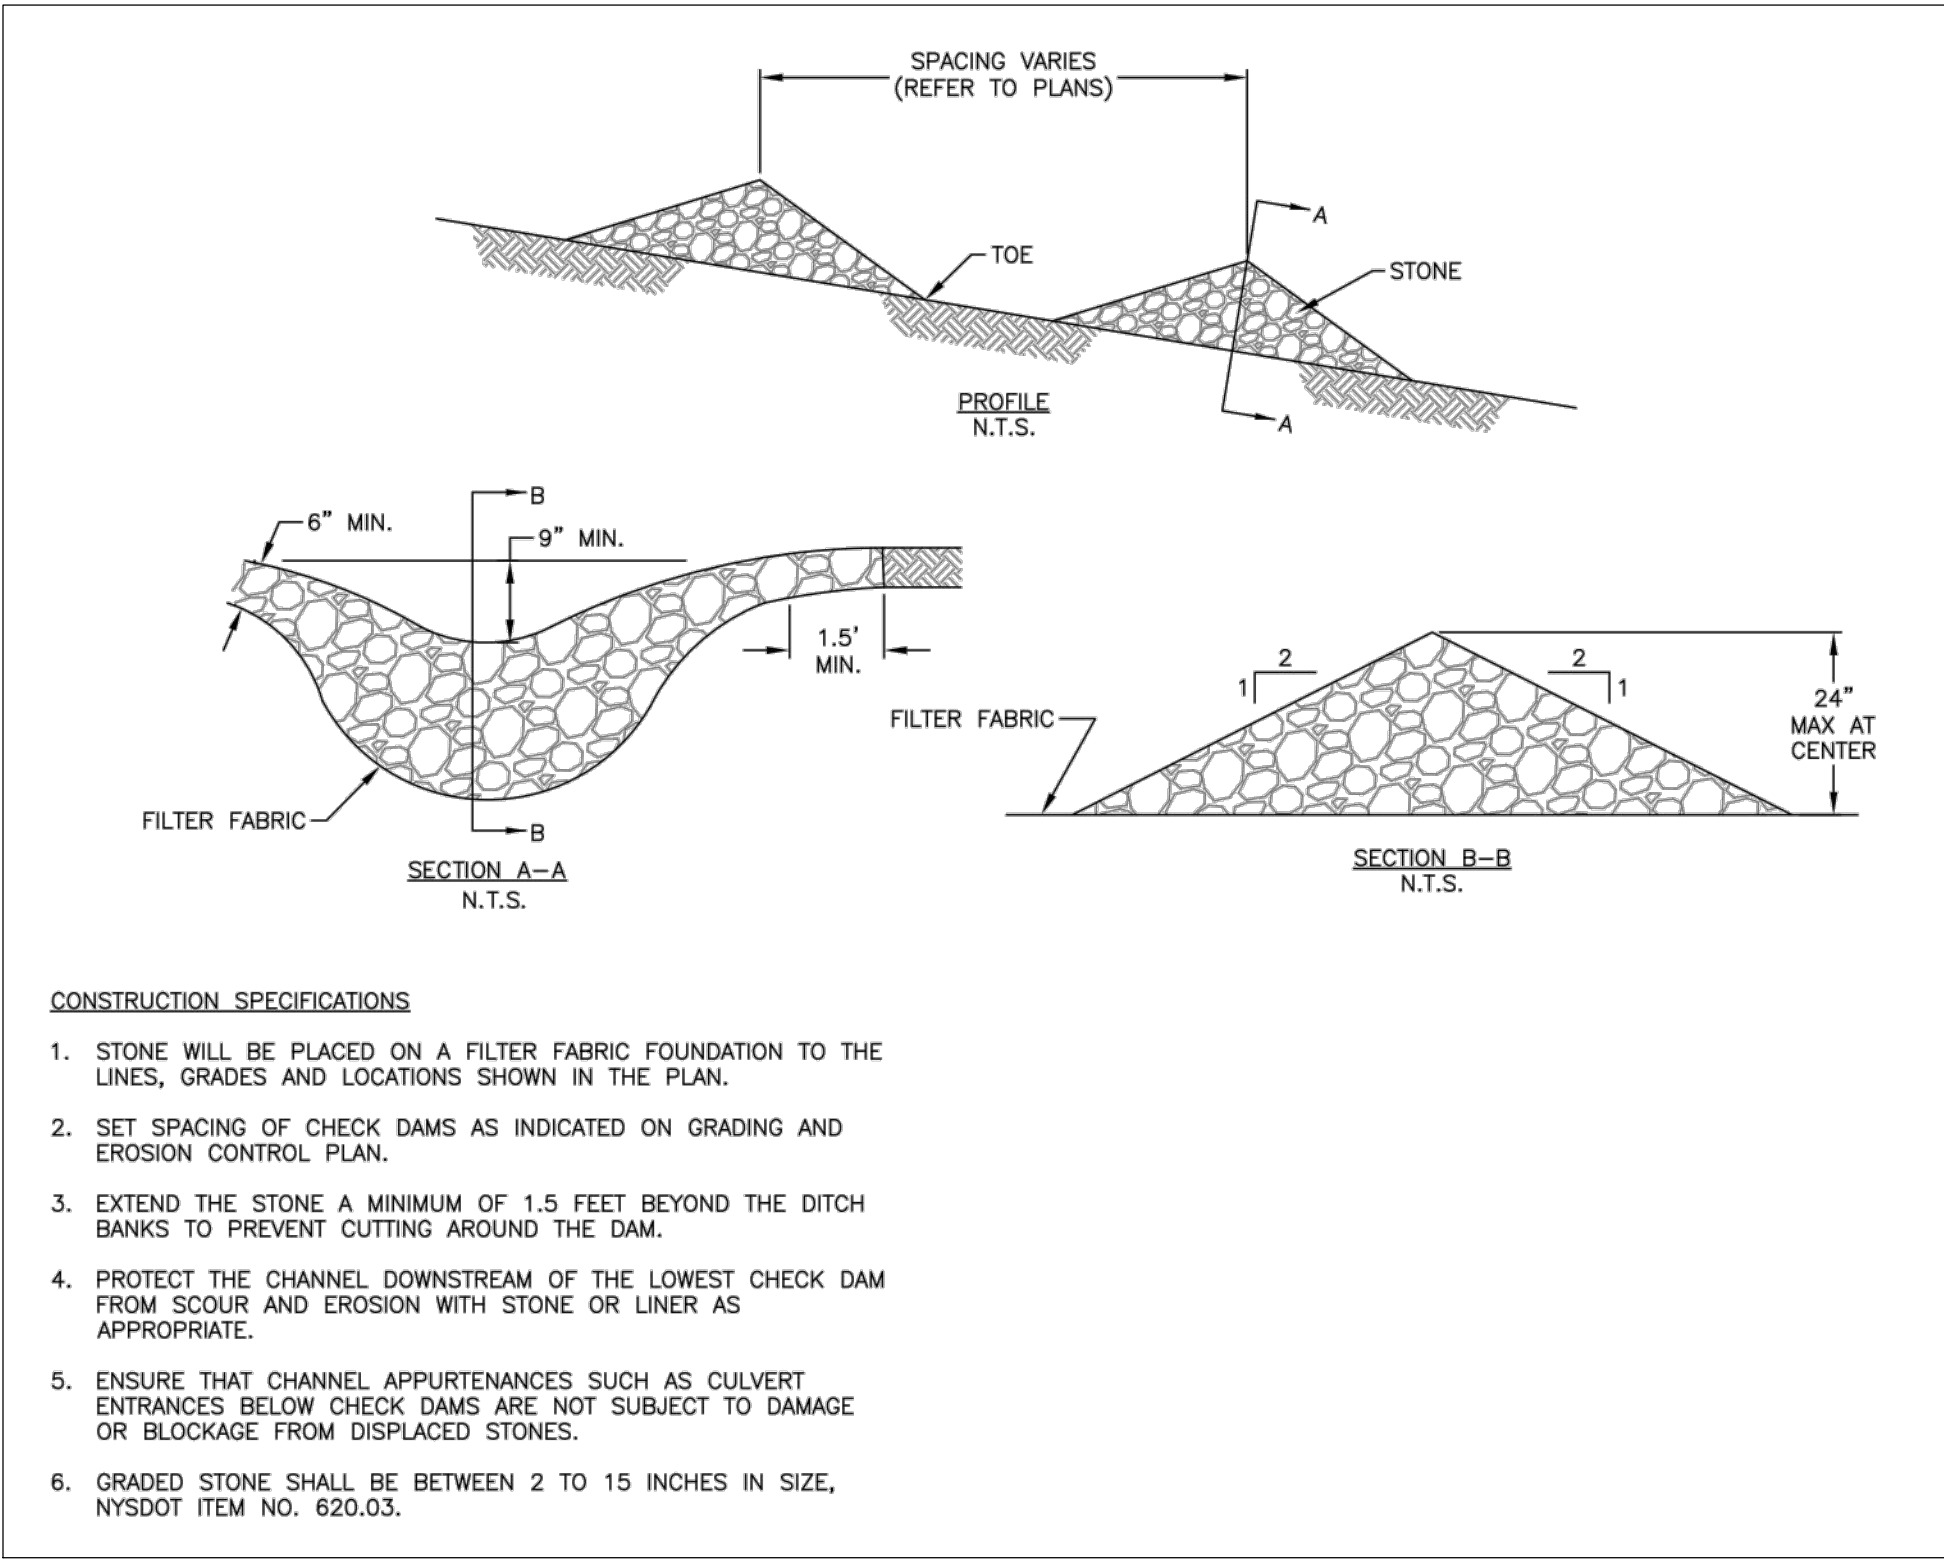 SPACING VARIES
(REFER TO PLANS)
A
TOE
STONE
PROFILE
N.T.S.
A
B
6” MIN.
9” MIN.
1.5’
MIN.
FILTER FABRIC
B
SECTION A–A
N.T.S.
2
1
2
1
FILTER FABRIC
24”
MAX AT
CENTER
SECTION B–B
N.T.S.
CONSTRUCTION SPECIFICATIONS
1. STONE WILL BE PLACED ON A FILTER FABRIC FOUNDATION TO THE
LINES, GRADES AND LOCATIONS SHOWN IN THE PLAN.
2. SET SPACING OF CHECK DAMS AS INDICATED ON GRADING AND
EROSION CONTROL PLAN.
3. EXTEND THE STONE A MINIMUM OF 1.5 FEET BEYOND THE DITCH
BANKS TO PREVENT CUTTING AROUND THE DAM.
4. PROTECT THE CHANNEL DOWNSTREAM OF THE LOWEST CHECK DAM
FROM SCOUR AND EROSION WITH STONE OR LINER AS
APPROPRIATE.
5. ENSURE THAT CHANNEL APPURTENANCES SUCH AS CULVERT
ENTRANCES BELOW CHECK DAMS ARE NOT SUBJECT TO DAMAGE
OR BLOCKAGE FROM DISPLACED STONES.
6. GRADED STONE SHALL BE BETWEEN 2 TO 15 INCHES IN SIZE,
NYSDOT ITEM NO. 620.03.